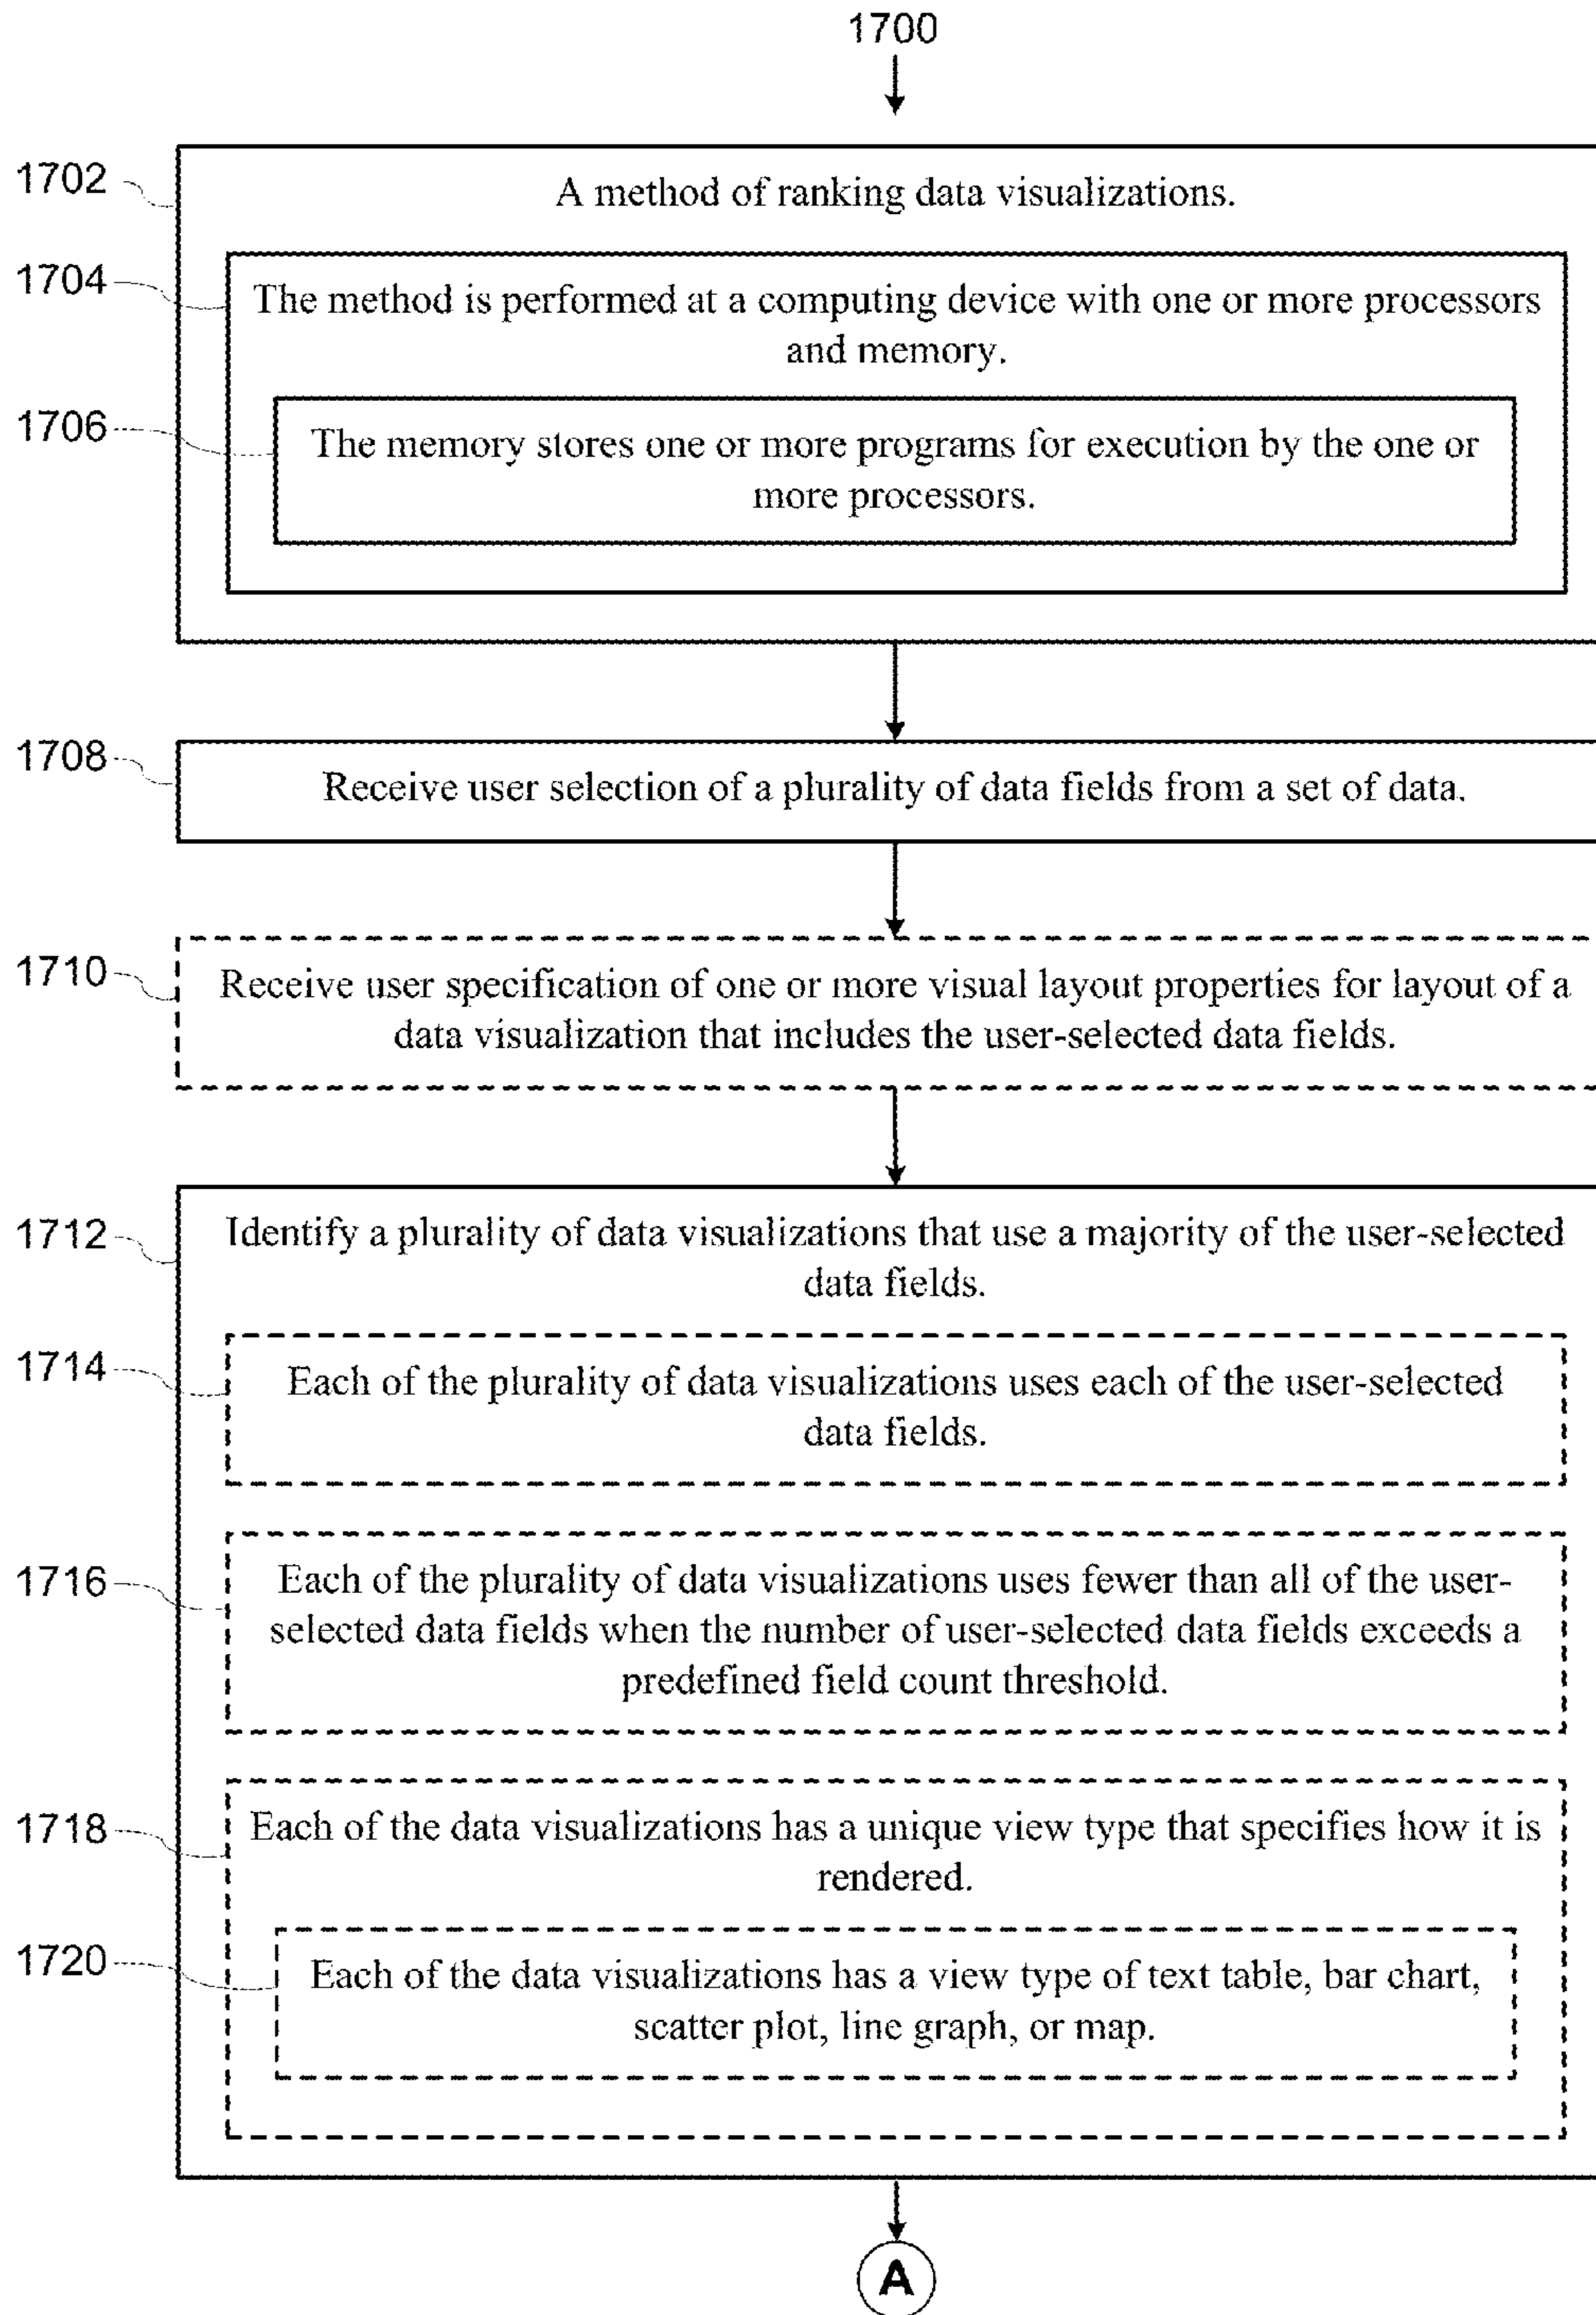 1700
1702
A method of ranking data visualizations.
1704
The method is performed at a computing device with one or more processors
and memory.
1706
The memory stores one or more programs for execution by the one or
more processors.
1708
Receive user selection of a plurality of data fields from a set of data.
1710
Receive user specification of one or more visual layout properties for layout of a
data visualization that includes the user-selected data fields.
1712
Identify a plurality of data visualizations that use a majority of the user-selected
data fields.
1714
Each of the plurality of data visualizations uses each of the user-selected
data fields.
1716
Each of the plurality of data visualizations uses fewer than all of the user-
selected data fields when the number of user-selected data fields exceeds a
predefined field count threshold.
1718
Each of the data visualizations has a unique view type that specifies how it is
rendered.
1720
Each of the data visualizations has a view type of text table, bar chart,
scatter plot, line graph, or map.
A